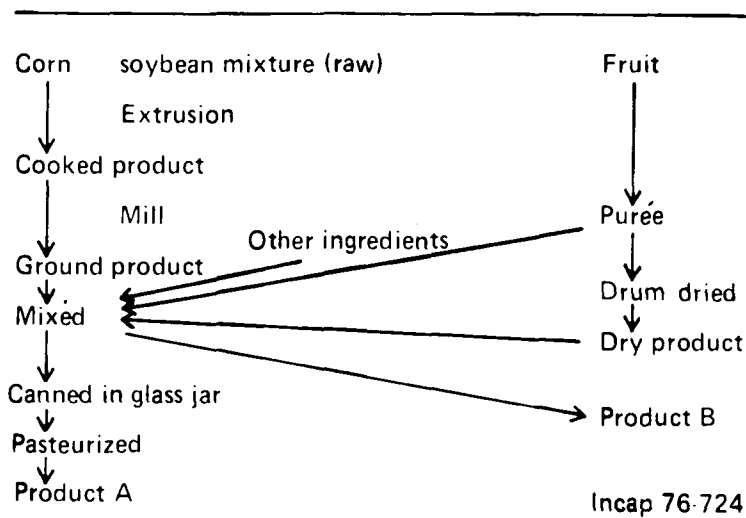 Corn soybean mixture (raw) Fruit
Extrusion
Cooked product
Mill
Purée
Other ingredients
Ground product
Drum dried
Mixed
Dry product
Canned in glass jar
Product B
Pasteurized
Product A
Incap 76-724